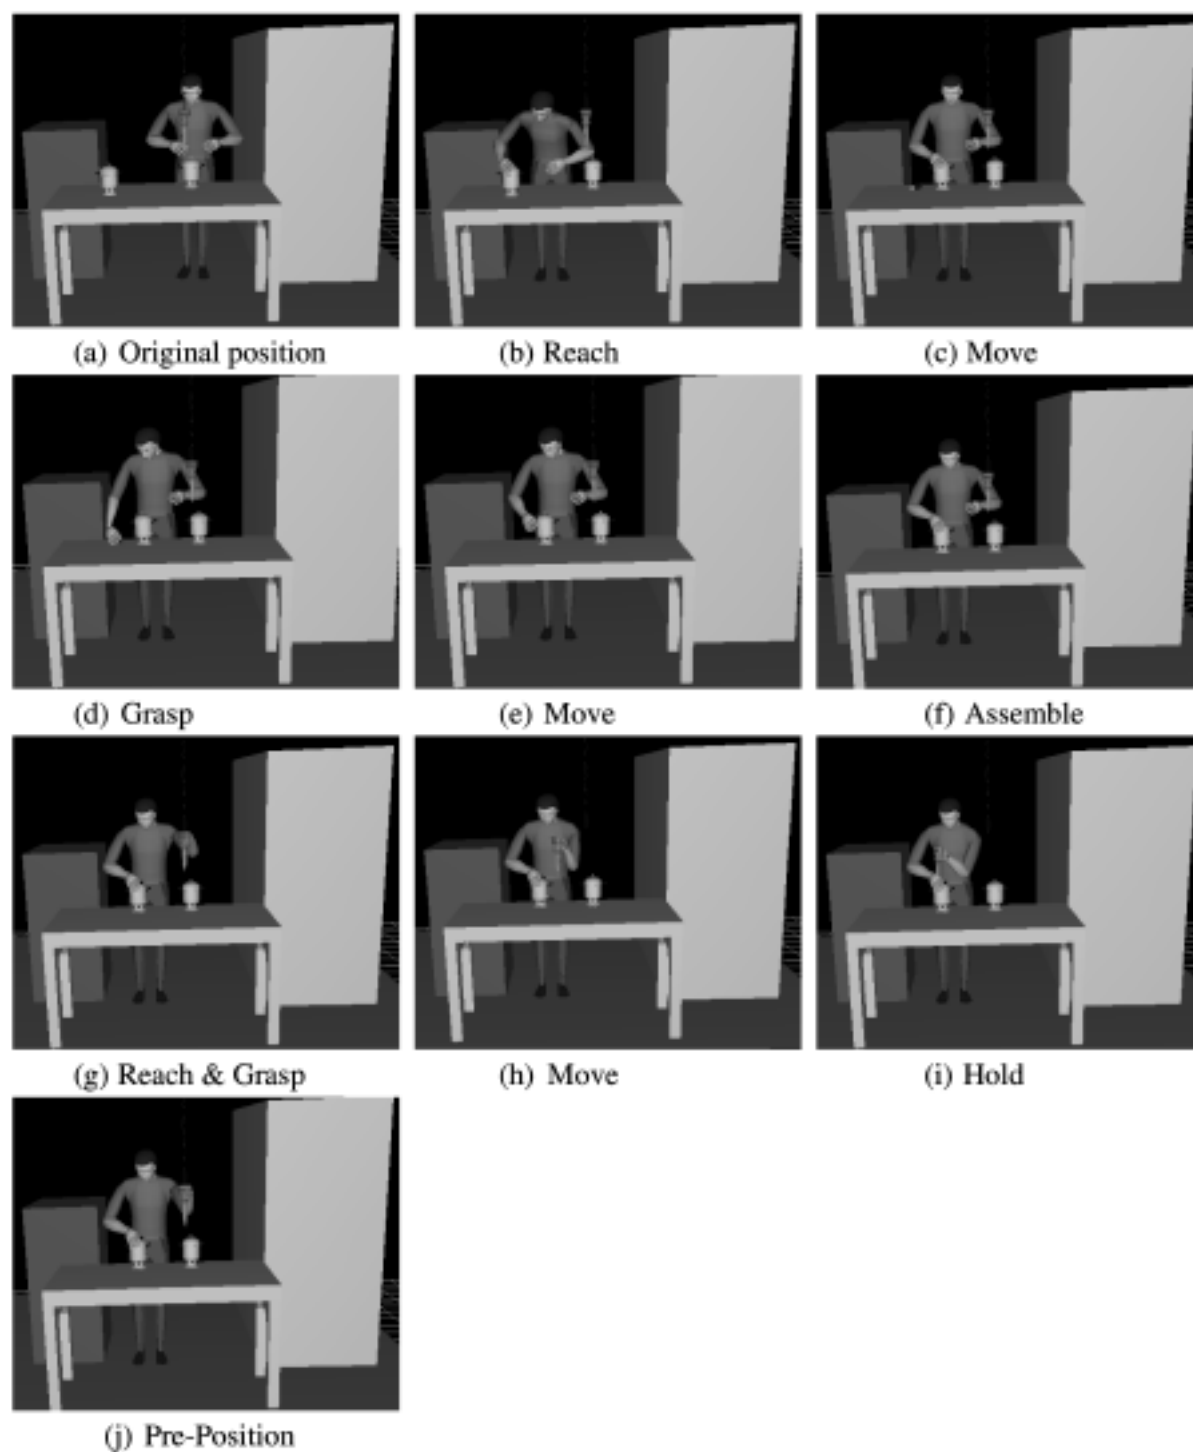 (a) Original position
(b) Reach
(c) Move
(d) Grasp
(e) Move
(f) Assemble
(g) Reach & Grasp
(h) Move
(i) Hold
(j) Pre-Position